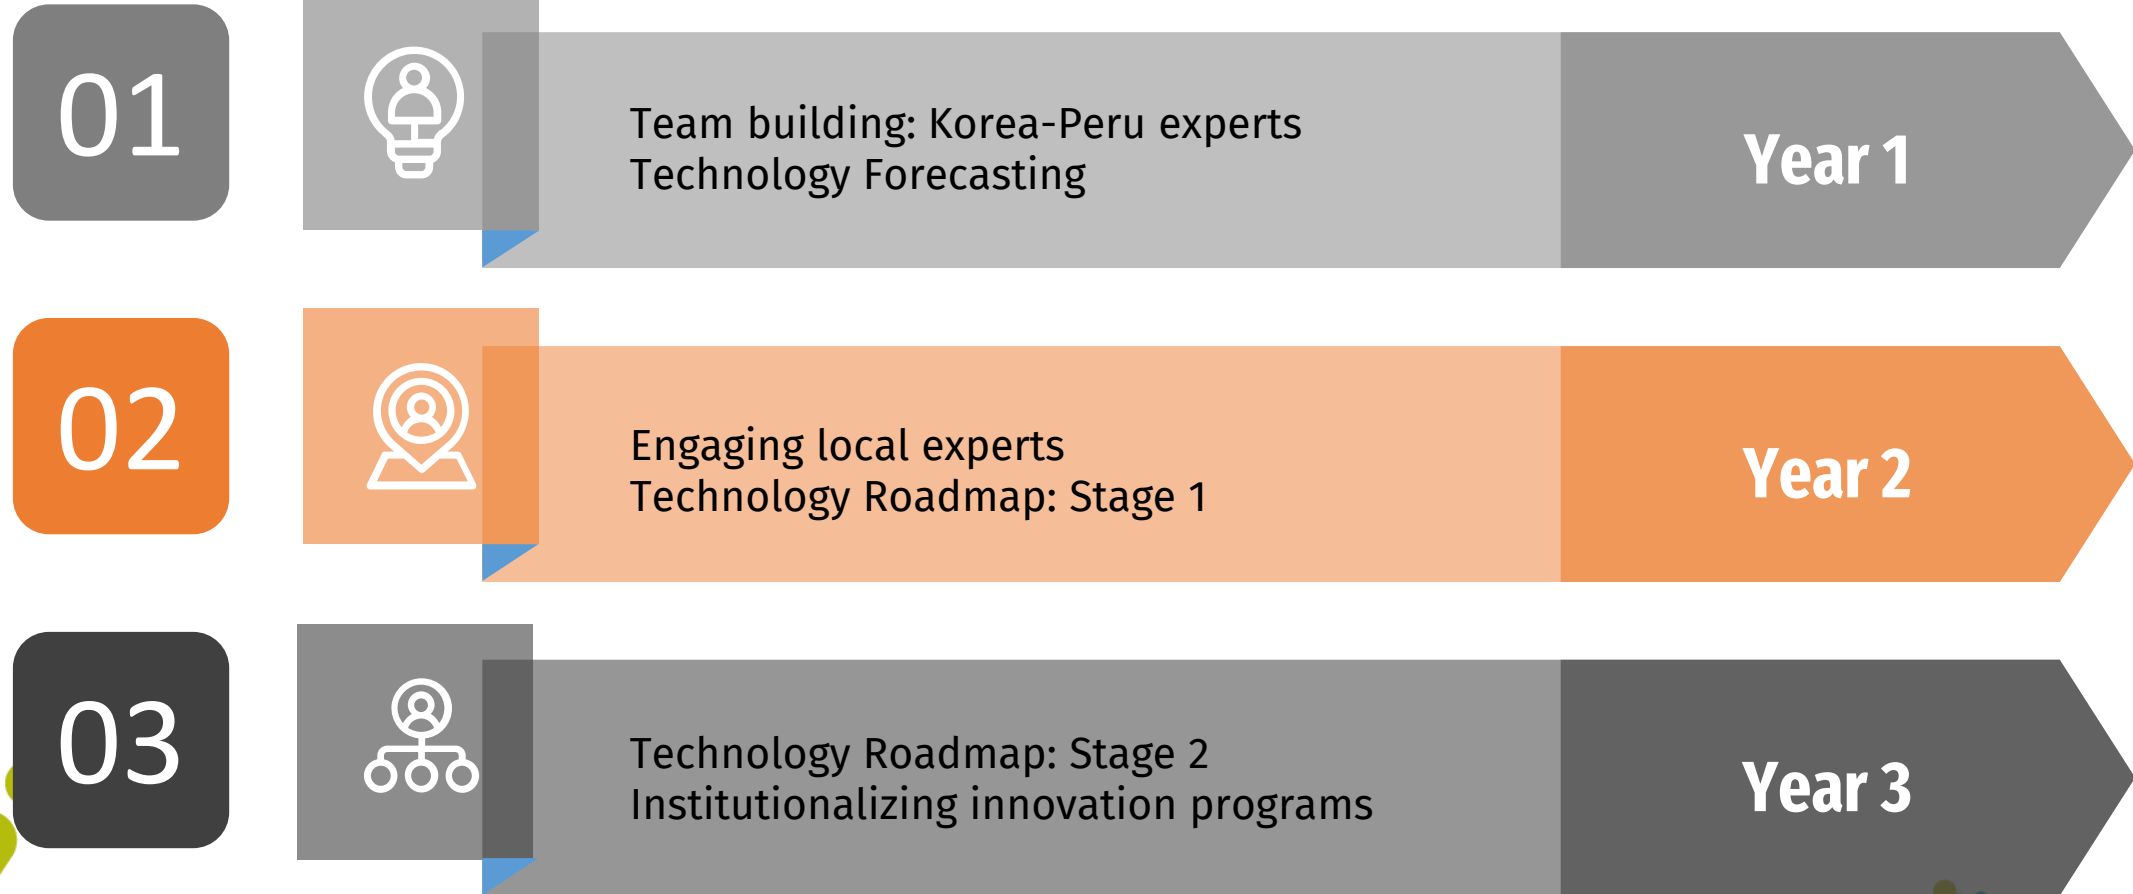 01
Team building: Korea-Peru experts
Technology Forecasting
Year 1
02
Engaging local experts
Technology Roadmap: Stage 1
Year 2
03
Technology Roadmap: Stage 2
Institutionalizing innovation programs
Year 3